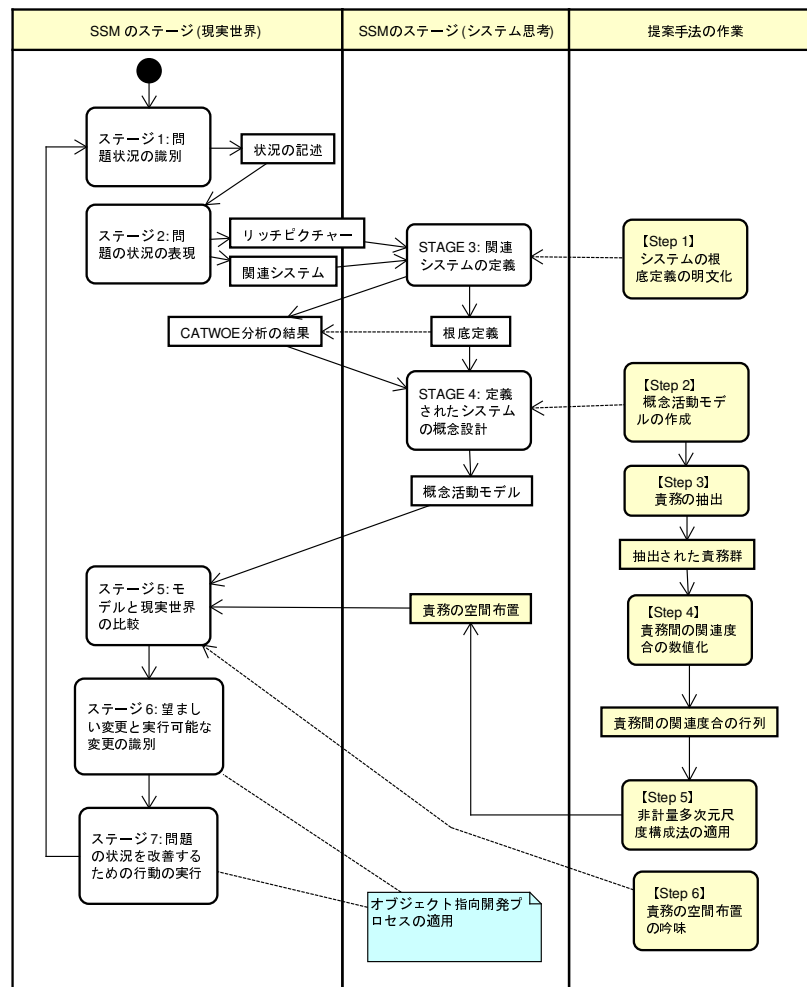 SSM のステージ (現実世界)
SSMのステージ (システム思考)
提案手法の作業
ステージ 1: 問
題状況の識別
状況の記述
ステージ 2: 問
題の状況の表現
リッチピクチャー
関連システム
STAGE 3: 関連
システムの定義
【Step 1】
システムの根
底定義の明文化
CATWOE分析の結果
根底定義
STAGE 4: 定義
されたシステム
の概念設計
【Step 2】
概念活動モデ
ルの作成
概念活動モデル
【Step 3】
責務の抽出
抽出された責務群
ステージ 5: モ
デルと現実世界
の比較
責務の空間布置
【Step 4】
責務間の関連度
合の数値化
ステージ 6: 望まし
い変更と実行可能な
変更の識別
責務間の関連度合の行列
【Step 5】
非計量多次元尺
度構成法の適用
ステージ 7: 問題
の状況を改善する
ための行動の実行
オブジェクト指向開発プ
ロセスの適用
【Step 6】
責務の空間布置
の吟味